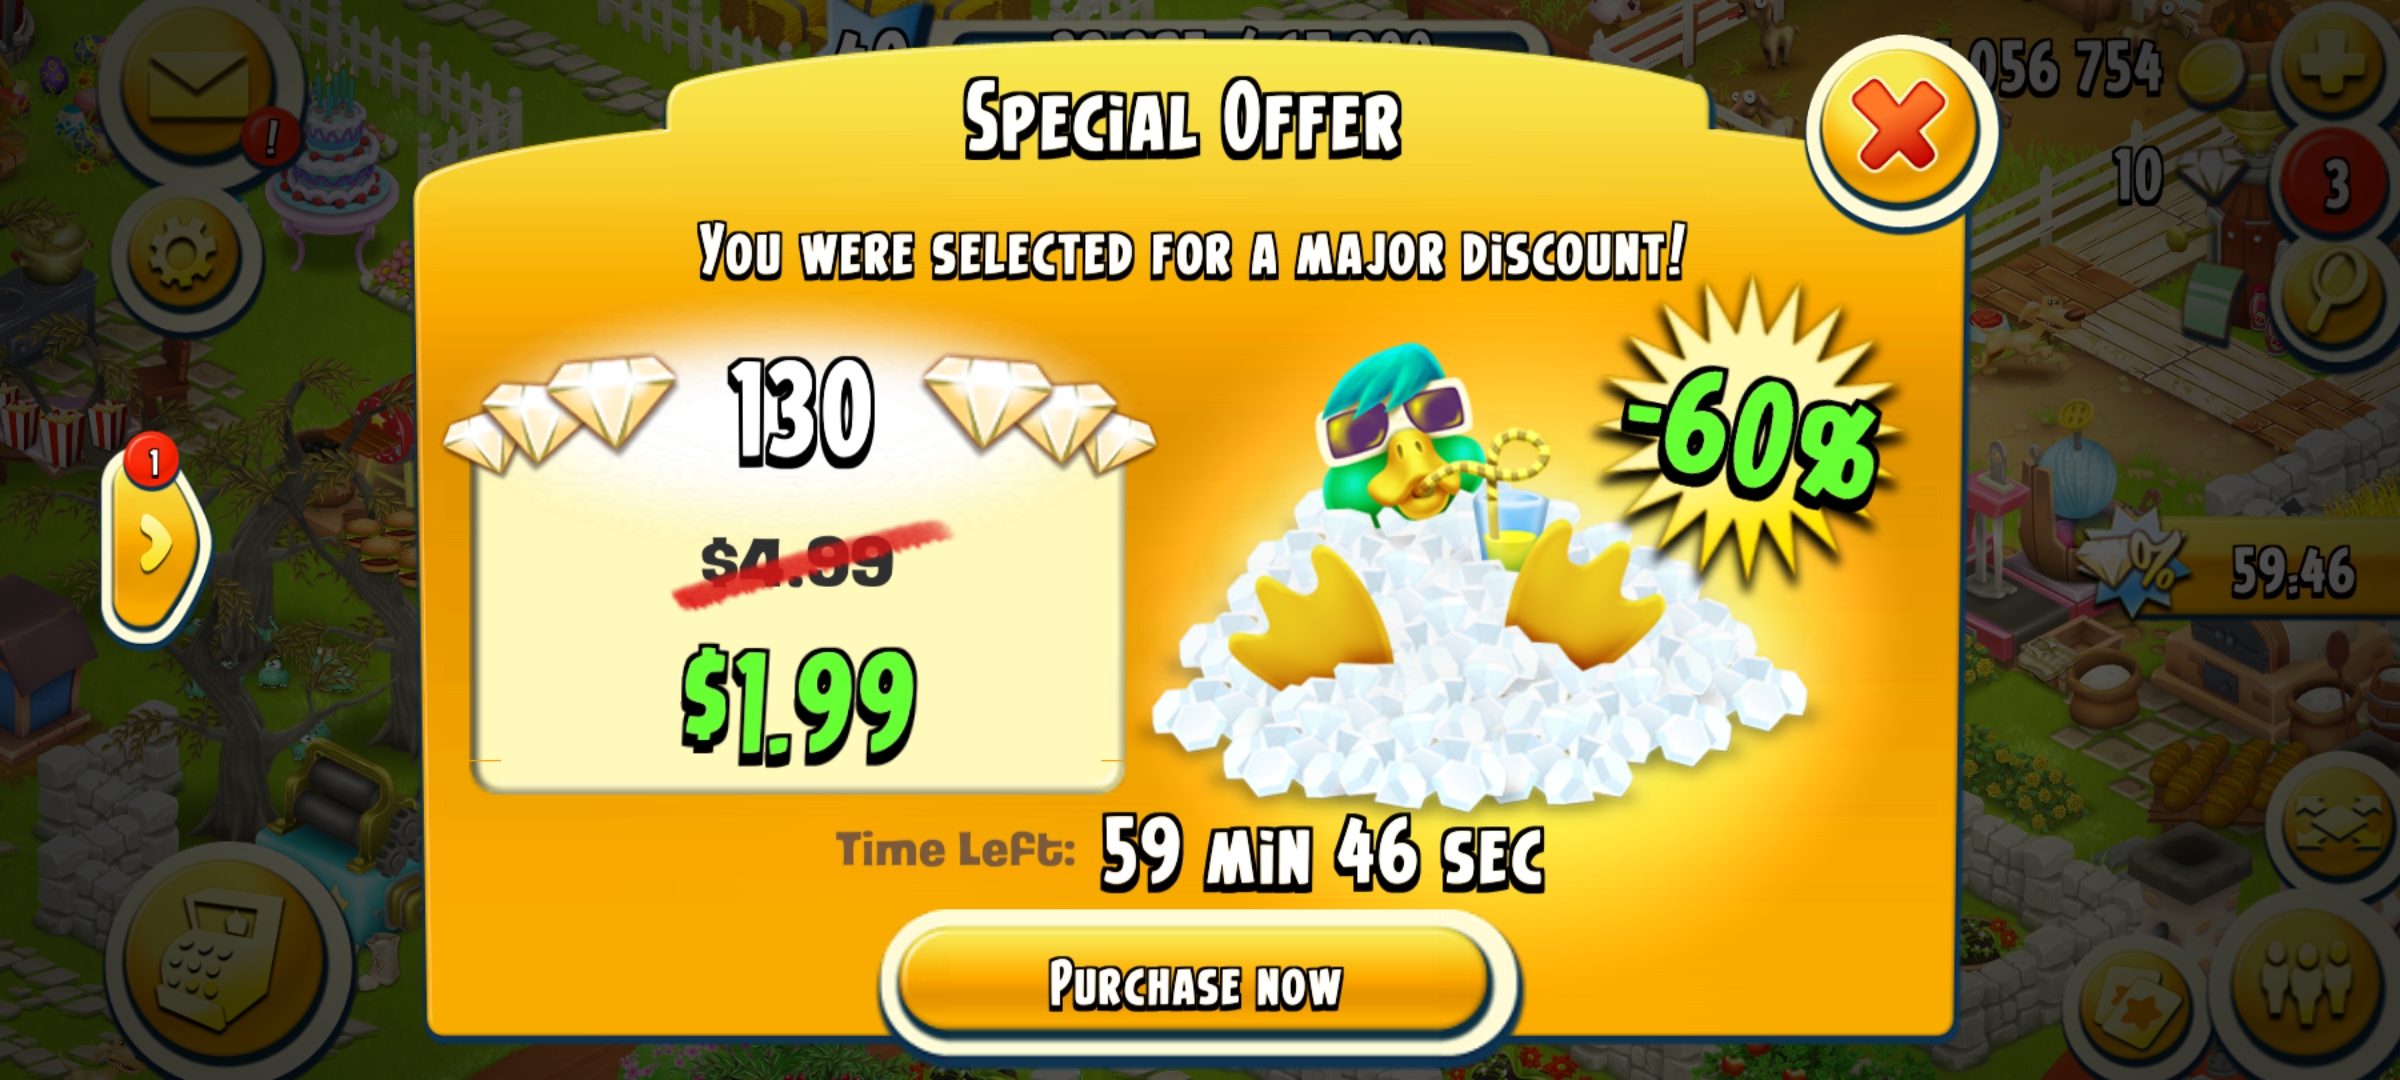 Special Offer
You were selected for a major discount!
130
$4.99
$1.99
-60%
Time Left: 59 min 46 sec
Purchase now
056 754
10
3
59:46
!
1
%